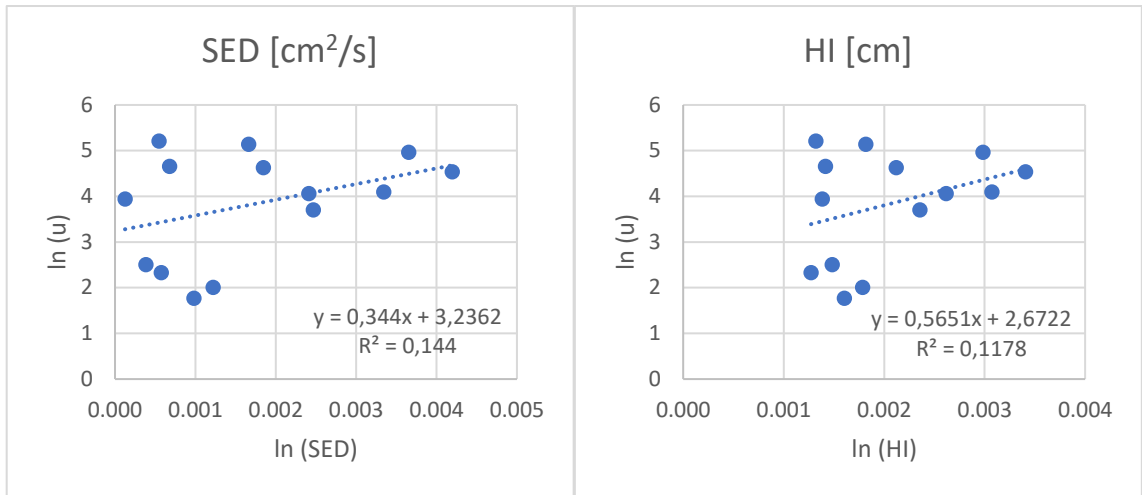 SED [cm²/s]
6
5
4
3
2
1
0
ln (u)
y = 0,344x + 3,2362
R² = 0,144
0.000 0.001 0.002 0.003 0.004 0.005
ln (SED)
HI [cm]
6
5
4
3
2
1
0
ln (u)
y = 0,5651x + 2,6722
R² = 0,1178
0.000 0.001 0.002 0.003 0.004
ln (HI)